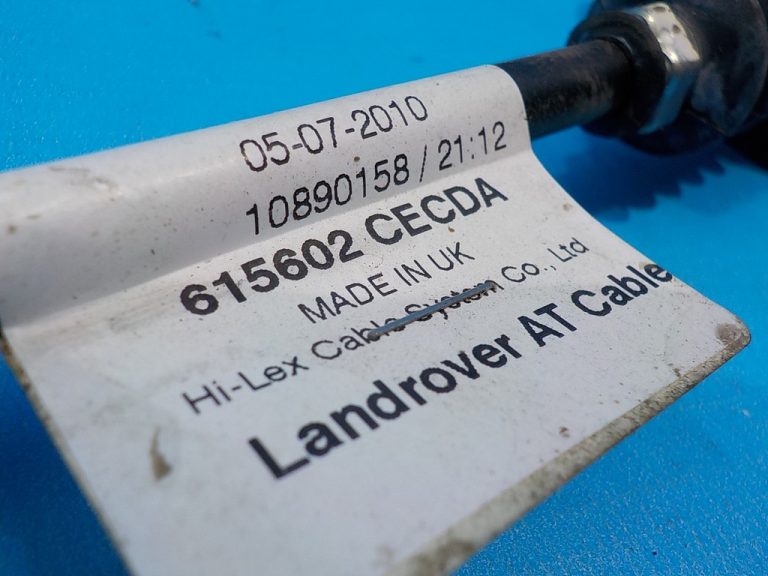 05-07-2010
10890158 / 21:12
615602 CECDA
MADE IN UK
Hi-Lex Cable System Co., Ltd
Landrover AT Cable